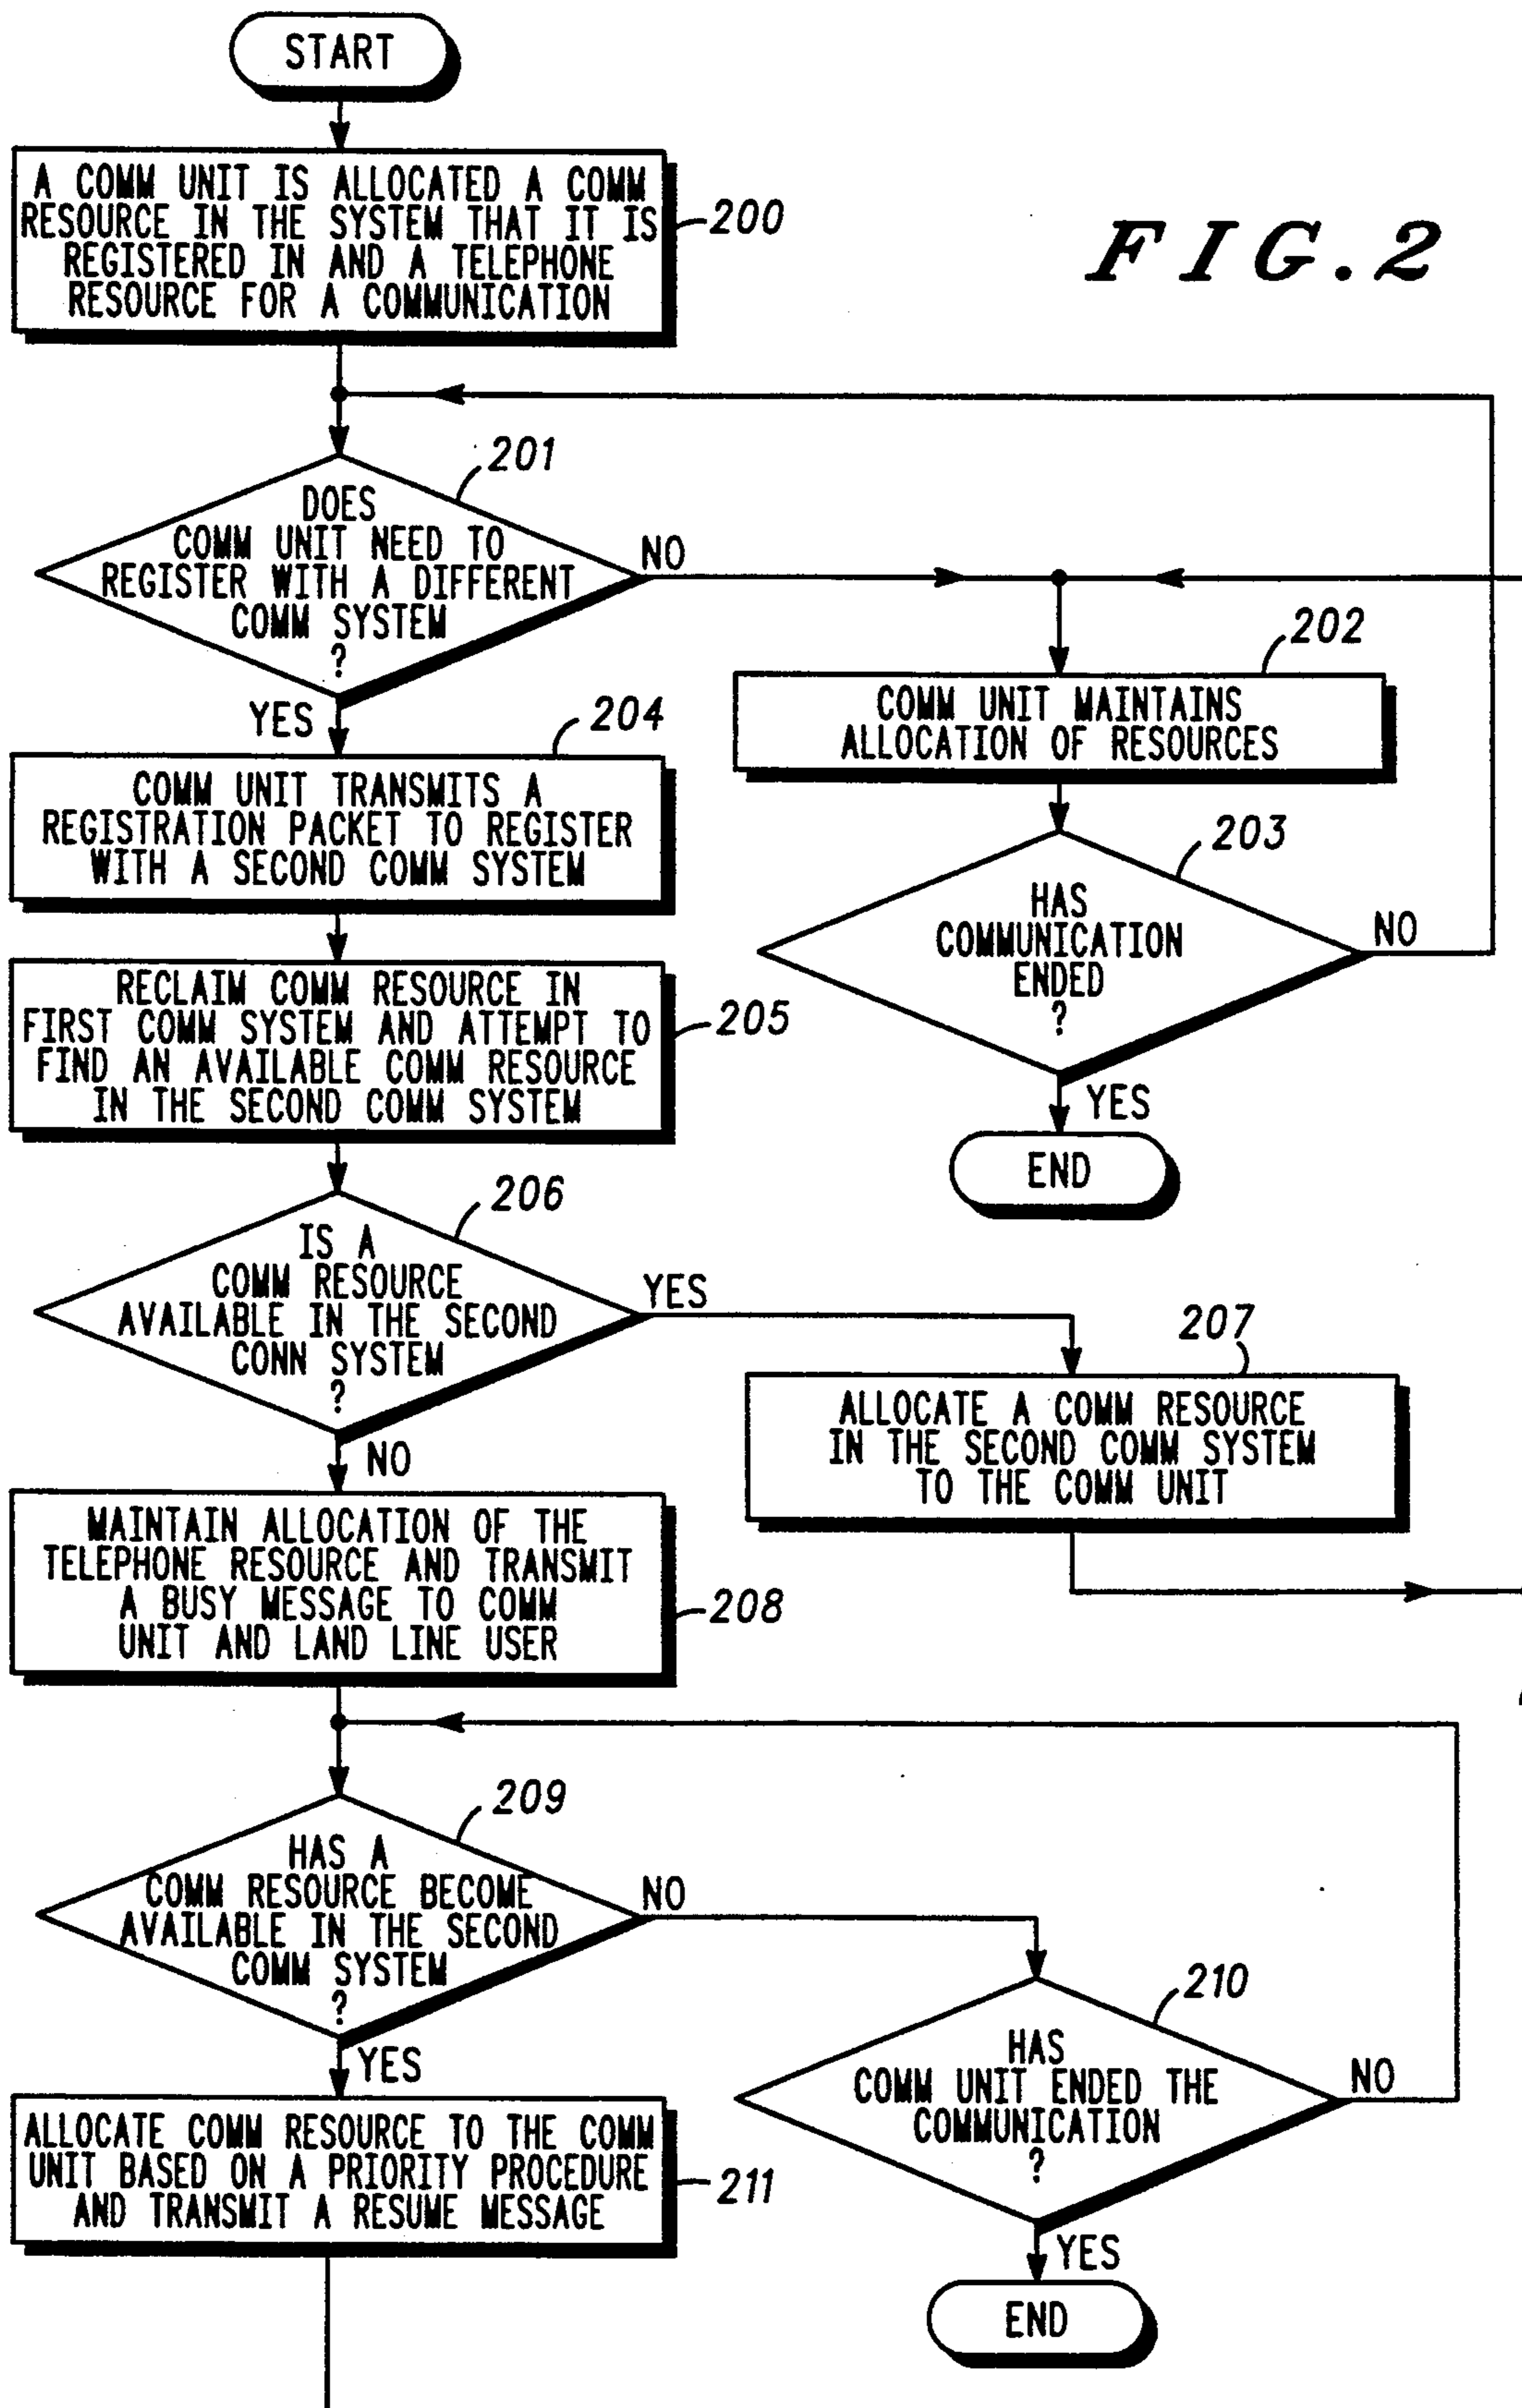 START
A COMM UNIT IS ALLOCATED A COMM
RESOURCE IN THE SYSTEM THAT IT IS
REGISTERED IN AND A TELEPHONE
RESOURCE FOR A COMMUNICATION
200
FIG. 2
201
DOES
COMM UNIT NEED TO
REGISTER WITH A DIFFERENT
COMM SYSTEM
?
NO
YES
202
COMM UNIT MAINTAINS
ALLOCATION OF RESOURCES
204
COMM UNIT TRANSMITS A
REGISTRATION PACKET TO REGISTER
WITH A SECOND COMM SYSTEM
203
HAS
COMMUNICATION
ENDED
?
NO
YES
END
RECLAIM COMM RESOURCE IN
FIRST COMM SYSTEM AND ATTEMPT TO
FIND AN AVAILABLE COMM RESOURCE
IN THE SECOND COMM SYSTEM
205
206
IS A
COMM RESOURCE
AVAILABLE IN THE SECOND
CONN SYSTEM
?
YES
NO
207
ALLOCATE A COMM RESOURCE
IN THE SECOND COMM SYSTEM
TO THE COMM UNIT
MAINTAIN ALLOCATION OF THE
TELEPHONE RESOURCE AND TRANSMIT
A BUSY MESSAGE TO COMM
UNIT AND LAND LINE USER
208
209
HAS A
COMM RESOURCE BECOME
AVAILABLE IN THE SECOND
COMM SYSTEM
?
NO
YES
210
HAS
COMM UNIT ENDED THE
COMMUNICATION
?
NO
YES
END
ALLOCATE COMM RESOURCE TO THE COMM
UNIT BASED ON A PRIORITY PROCEDURE
AND TRANSMIT A RESUME MESSAGE
211